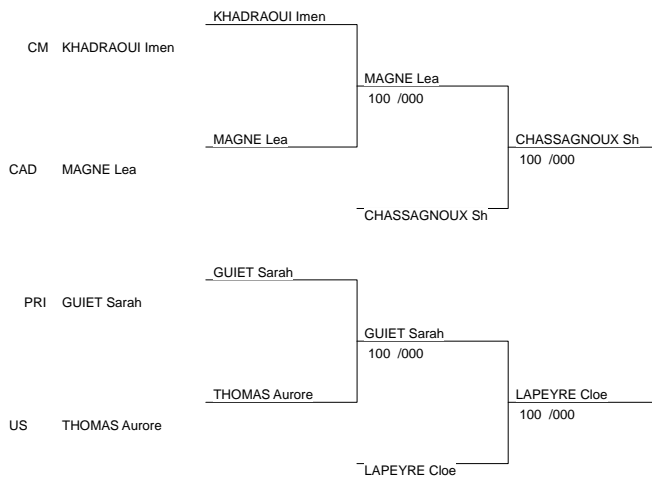 KHADRAOUI Imen
CM KHADRAOUI Imen
MAGNE Lea
100 /000
MAGNE Lea
CHASSAGNOUX Sh
100 /000
CAD MAGNE Lea
CHASSAGNOUX Sh
GUIET Sarah
PRI GUIET Sarah
GUIET Sarah
100 /000
THOMAS Aurore
LAPEYRE Cloe
100 /000
US THOMAS Aurore
LAPEYRE Cloe